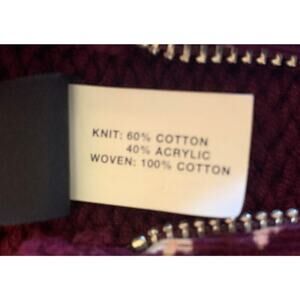 KNIT: 60% COTTON
40% ACRYLIC
WOVEN: 100% COTTON